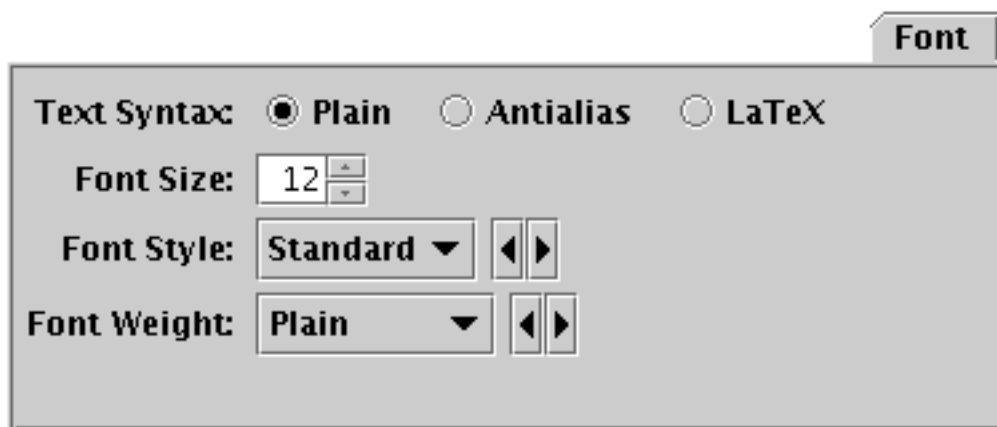 Font
Text Syntax: Plain Antialias LaTeX
Font Size: 12
Font Style: Standard
Font Weight: Plain